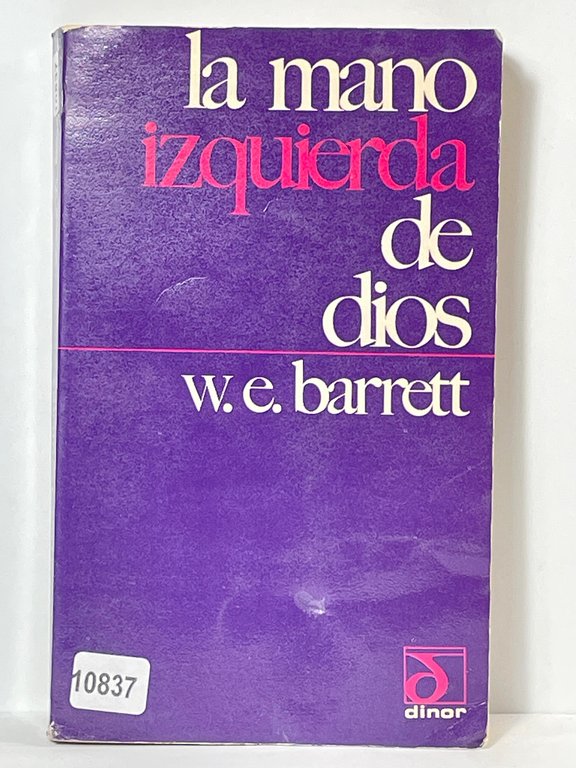 la mano
izquierda
de
dios
w. e. barrett
10837
dinor